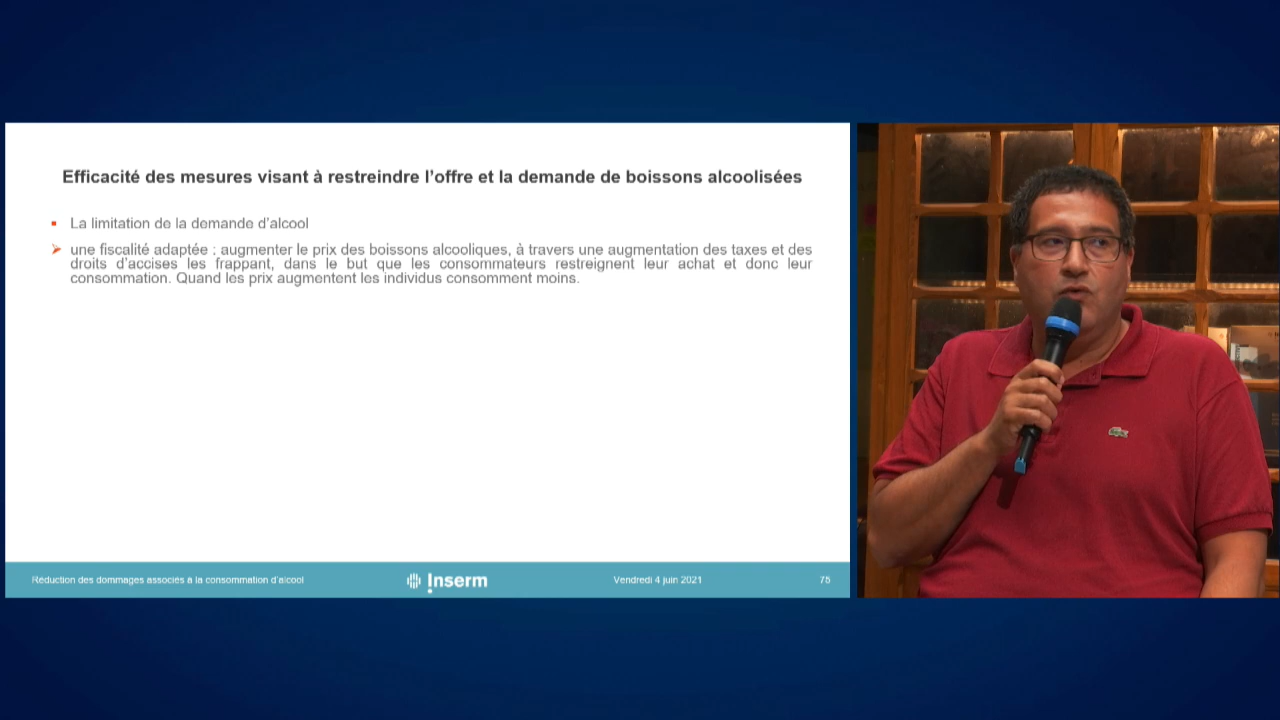 Efficacité des mesures visant à restreindre l’offre et la demande de boissons alcoolisées
La limitation de la demande d’alcool
une fiscalité adaptée : augmenter le prix des boissons alcooliques, à travers une augmentation des taxes et des
droits d’accises les frappant, dans le but que les consommateurs restreignent leur achat et donc leur
consommation. Quand les prix augmentent les individus consomment moins.
Réduction des dommages associés à la consommation d’alcool
Inserm
Vendredi 4 juin 2021
75